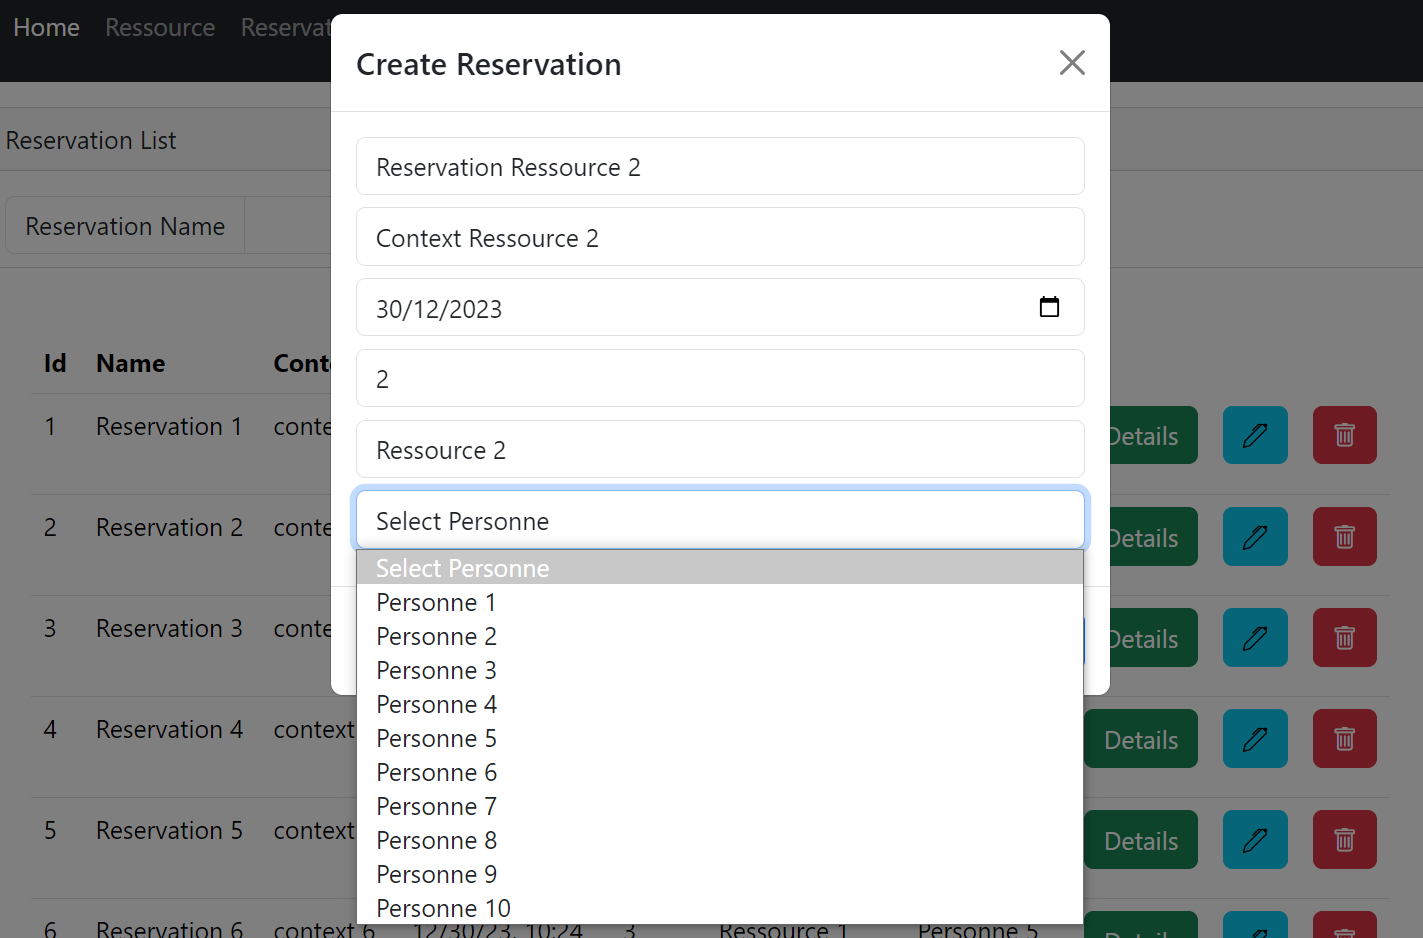 Home Ressource Reservat
Create Reservation
Reservation List
Reservation Name
Reservation Ressource 2
Context Ressource 2
30/12/2023
2
Ressource 2
Select Personne
Select Personne
Personne 1
Personne 2
Personne 3
Personne 4
Personne 5
Personne 6
Personne 7
Personne 8
Personne 9
Personne 10
Id Name Cont
1 Reservation 1 conte Details
2 Reservation 2 conte Details
3 Reservation 3 conte Details
4 Reservation 4 context Details
5 Reservation 5 context Details
6 Reservation 6 context 6 12/30/23, 10:24 3 Ressource 1 Personne 5 Details